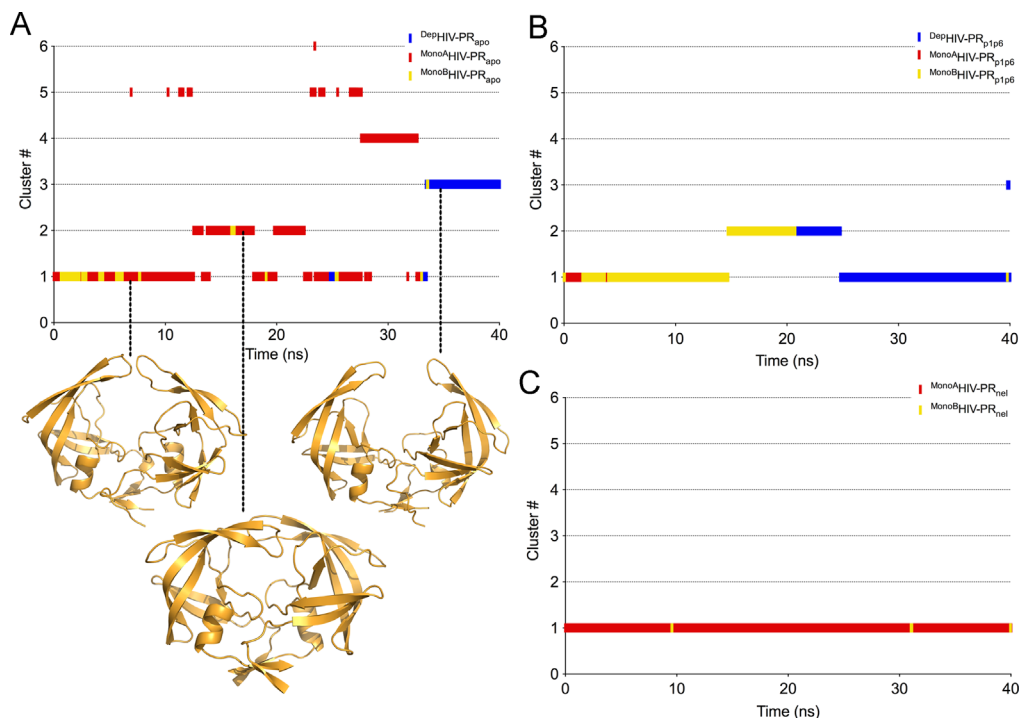 A
6
5
4
3
2
1
0
Cluster #
0
10
20
30
40
Time (ns)
DepHIV-PRapo
MonoAHIV-PRapo
MonoBHIV-PRapo
B
6
5
4
3
2
1
0
Cluster #
0
10
20
30
40
Time (ns)
DepHIV-PRp1p6
MonoAHIV-PRp1p6
MonoBHIV-PRp1p6
C
6
5
4
3
2
1
0
Cluster #
0
10
20
30
40
Time (ns)
MonoAHIV-PRnel
MonoBHIV-PRnel